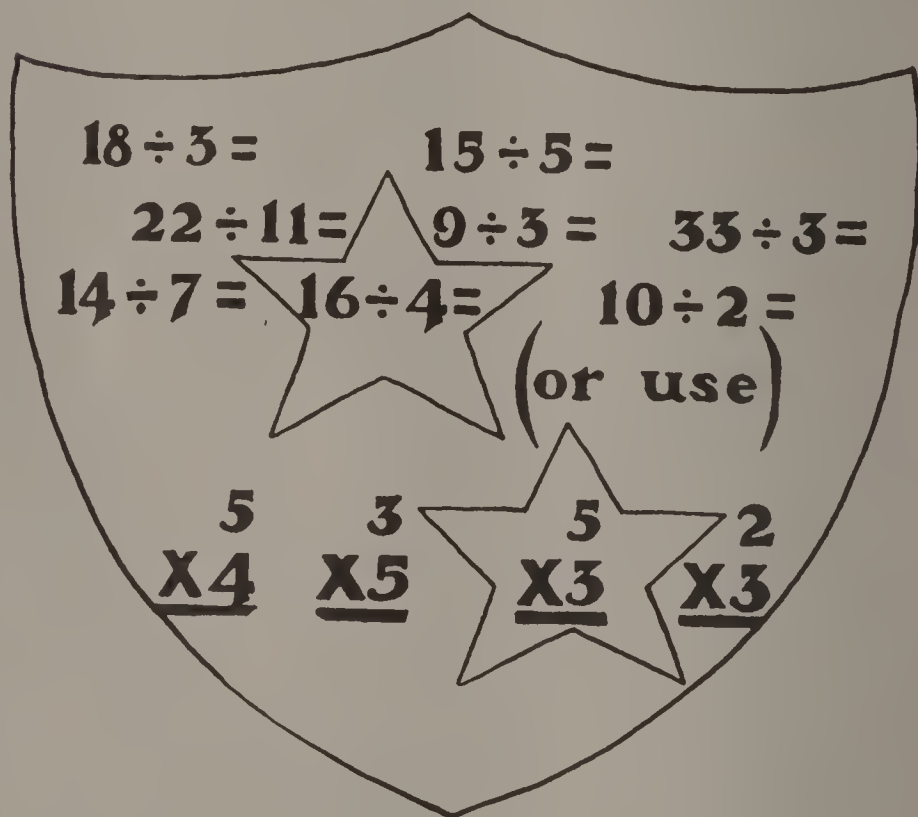 18÷3= 15÷5=
22÷11= 9÷3= 33÷3=
14÷7= 16÷4= 10÷2=
(or use)
5 3 5 2
X4 X5 X3 X3